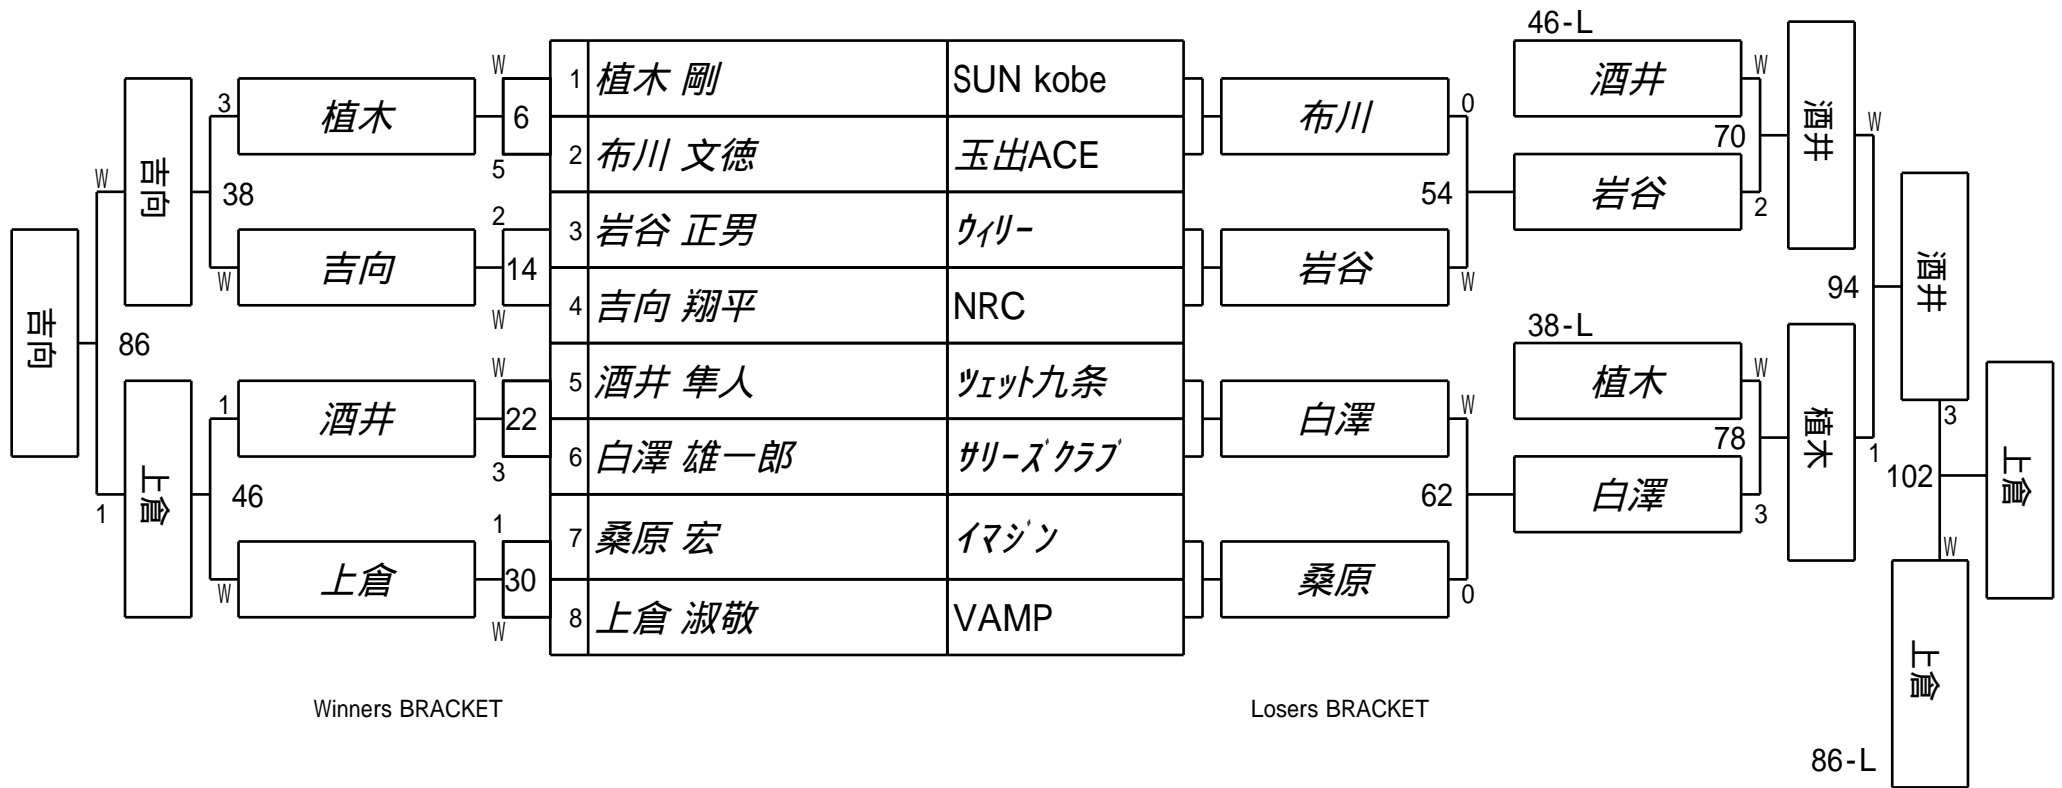 46-L
W
1 植木 剛 SUN kobe
酒井
W
3 植木 6
布川 0
酒井 W
2 布川 文徳 玉出ACE
70
5
吉向
W
38
2
3 岩谷 正男 ウィリー
54
岩谷
2
吉向
W
14
4 吉向 翔平 NRC
岩谷
W
酒井
94
W
38-L
吉向
86
W
5 酒井 隼人 ツェット九条
白澤
W
植木
W
1 酒井 22
植木
1
3
78
6 白澤 雄一郎 サリーズクラブ
3
上倉
1
46
62
白澤
3
102
上倉
1
7 桑原 宏 イマジン
桑原
0
上倉
W
30
8 上倉 淑敬 VAMP
W
W
上倉
Winners BRACKET
Losers BRACKET
86-L